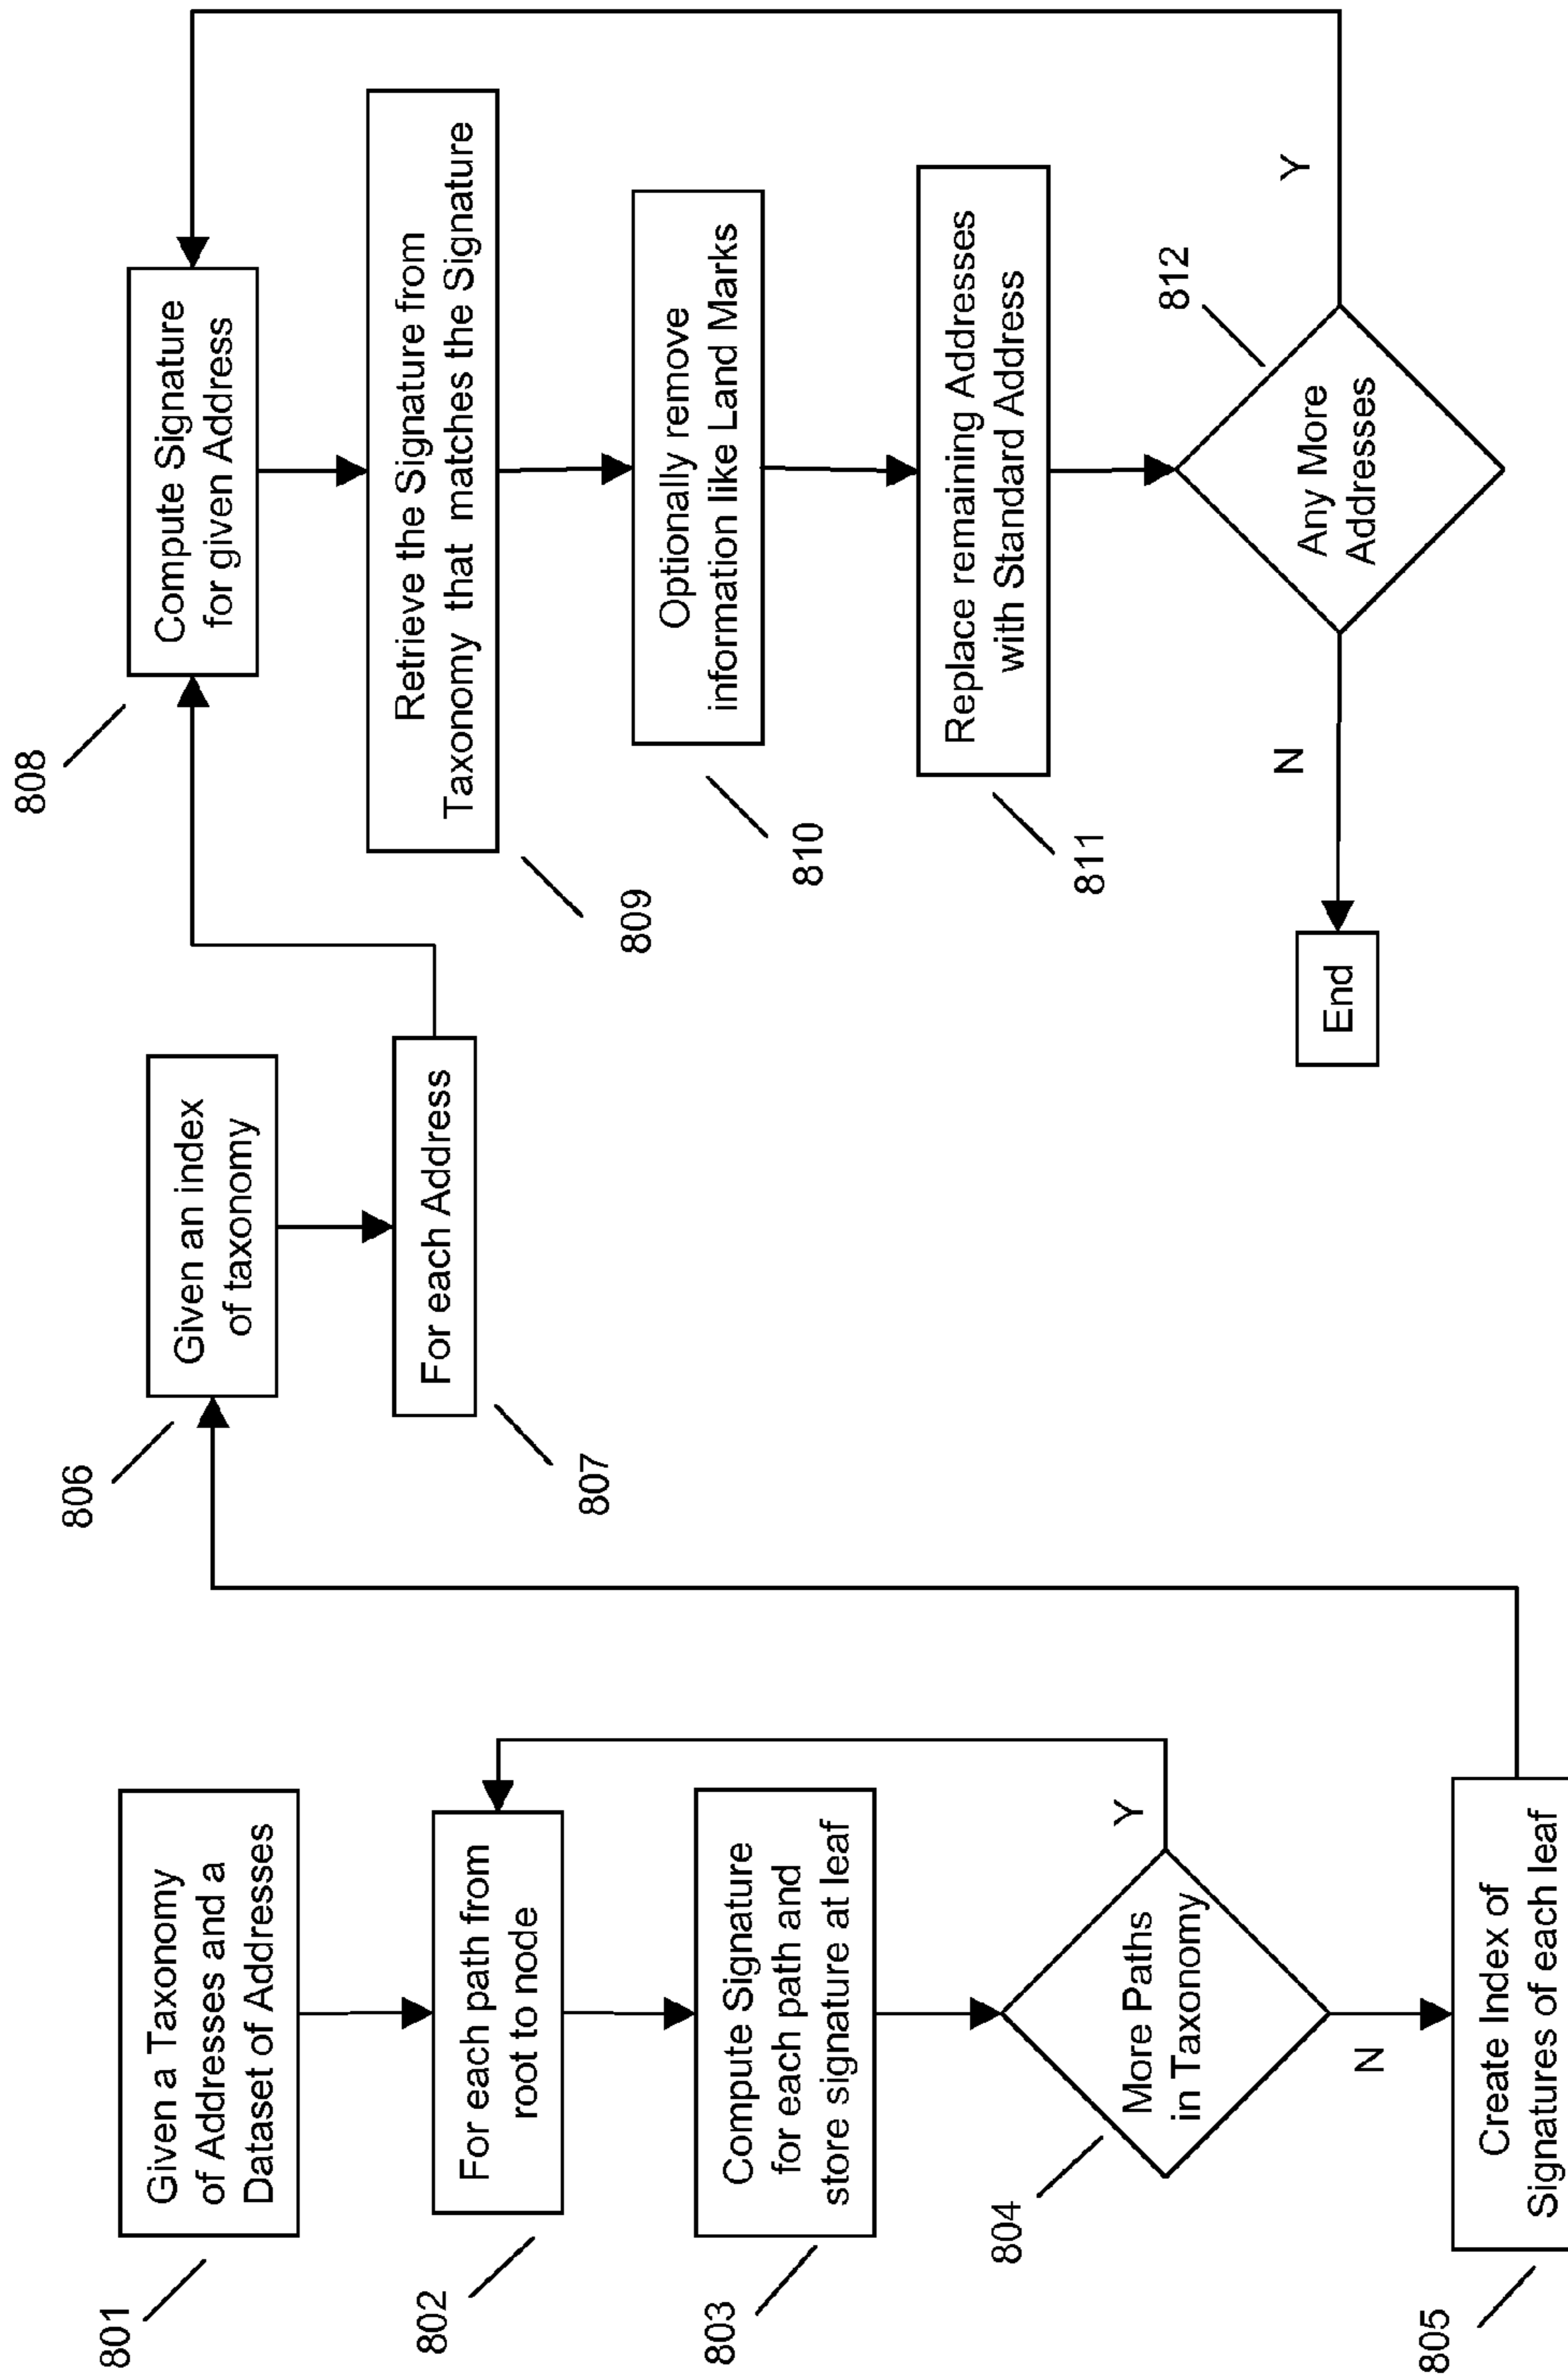 801
Given a Taxonomy
of Addresses and a
Dataset of Addresses
802
For each path from
root to node
803
Compute Signature
for each path and
store signature at leaf
804
More Paths
in Taxonomy
Y
N
805
Create Index of
Signatures of each leaf
806
Given an index
of taxonomy
807
For each Address
808
Compute Signature
for given Address
809
Retrieve the Signature from
Taxonomy that matches the Signature
810
Optionally remove
information like Land Marks
811
Replace remaining Addresses
with Standard Address
812
Any More
Addresses
Y
N
End